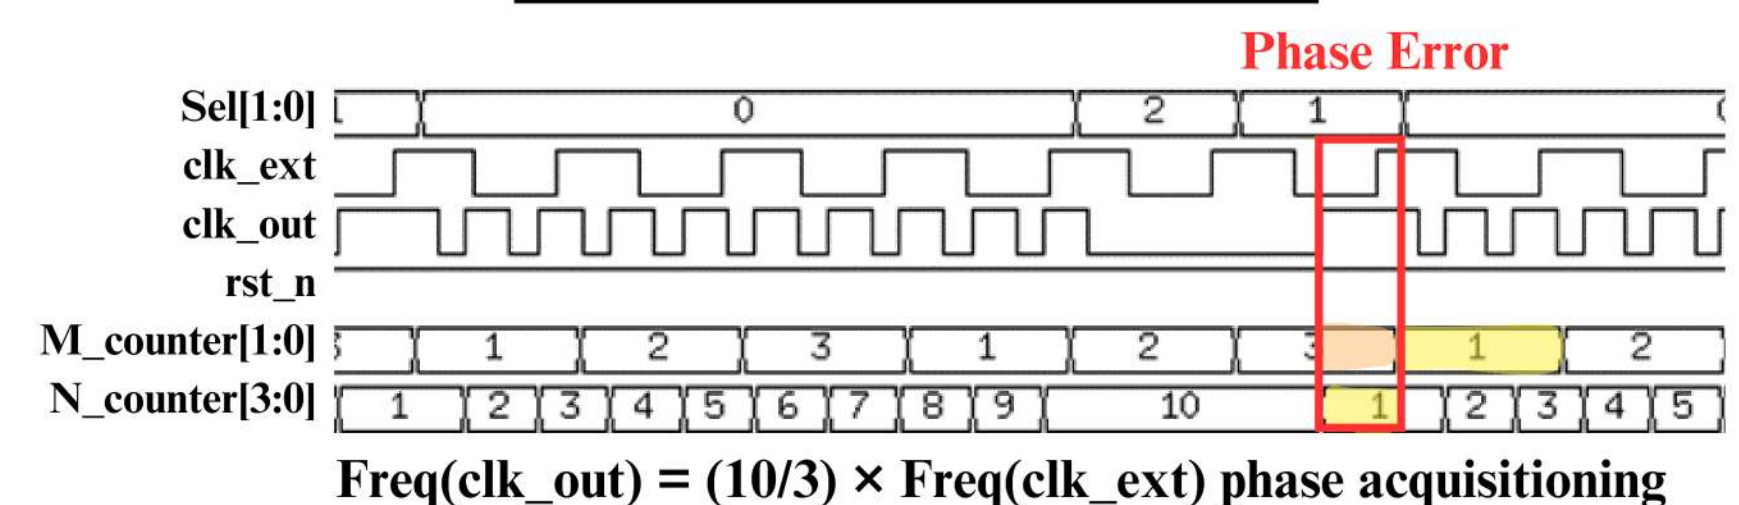 Phase Error
Sel[1:0] 0 2 1
clk_ext
clk_out
rst_n
M_counter[1:0] 1 2 3 1 2 3 1 2
N_counter[3:0] 1 2 3 4 5 6 7 8 9 10 1 2 3 4 5
Freq(clk_out) = (10/3) × Freq(clk_ext) phase acquisitioning